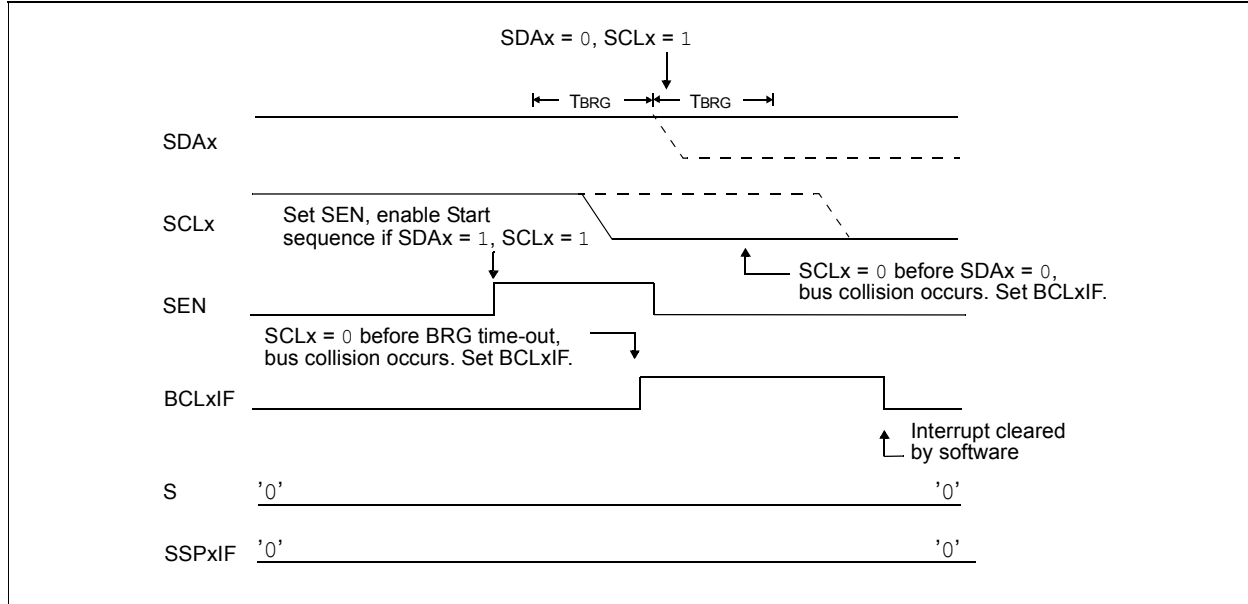 SDAx = 0, SCLx = 1
TBRG TBRG
SDAx
SCLx
Set SEN, enable Start
sequence if SDAx = 1, SCLx = 1
SCLx = 0 before SDAx = 0,
bus collision occurs. Set BCLxIF.
SEN
SCLx = 0 before BRG time-out,
bus collision occurs. Set BCLxIF.
BCLxIF
Interrupt cleared
by software
S '0' '0'
SSPxIF '0' '0'